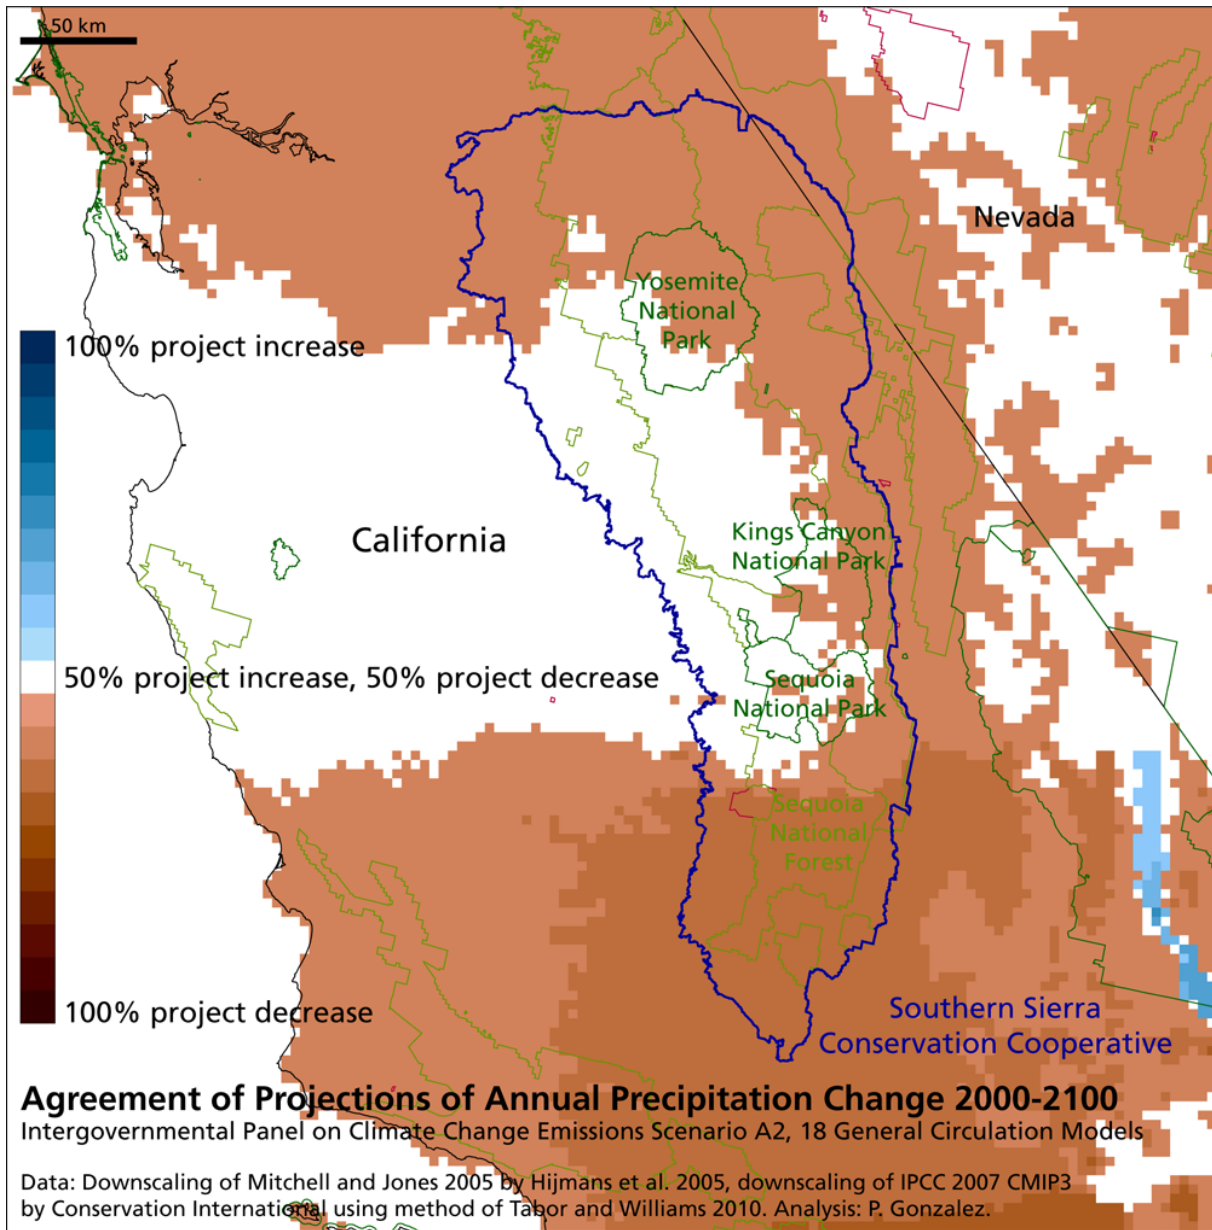 50 km
Nevada
Yosemite
National
Park
100% project increase
California
Kings Canyon
National Park
50% project increase, 50% project decrease
Sequoia
National Park
Sequoia
National
Forest
100% project decrease
Southern Sierra
Conservation Cooperative
Agreement of Projections of Annual Precipitation Change 2000-2100
Intergovernmental Panel on Climate Change Emissions Scenario A2, 18 General Circulation Models
Data: Downscaling of Mitchell and Jones 2005 by Hijmans et al. 2005, downscaling of IPCC 2007 CMIP3
by Conservation International using method of Tabor and Williams 2010. Analysis: P. Gonzalez.